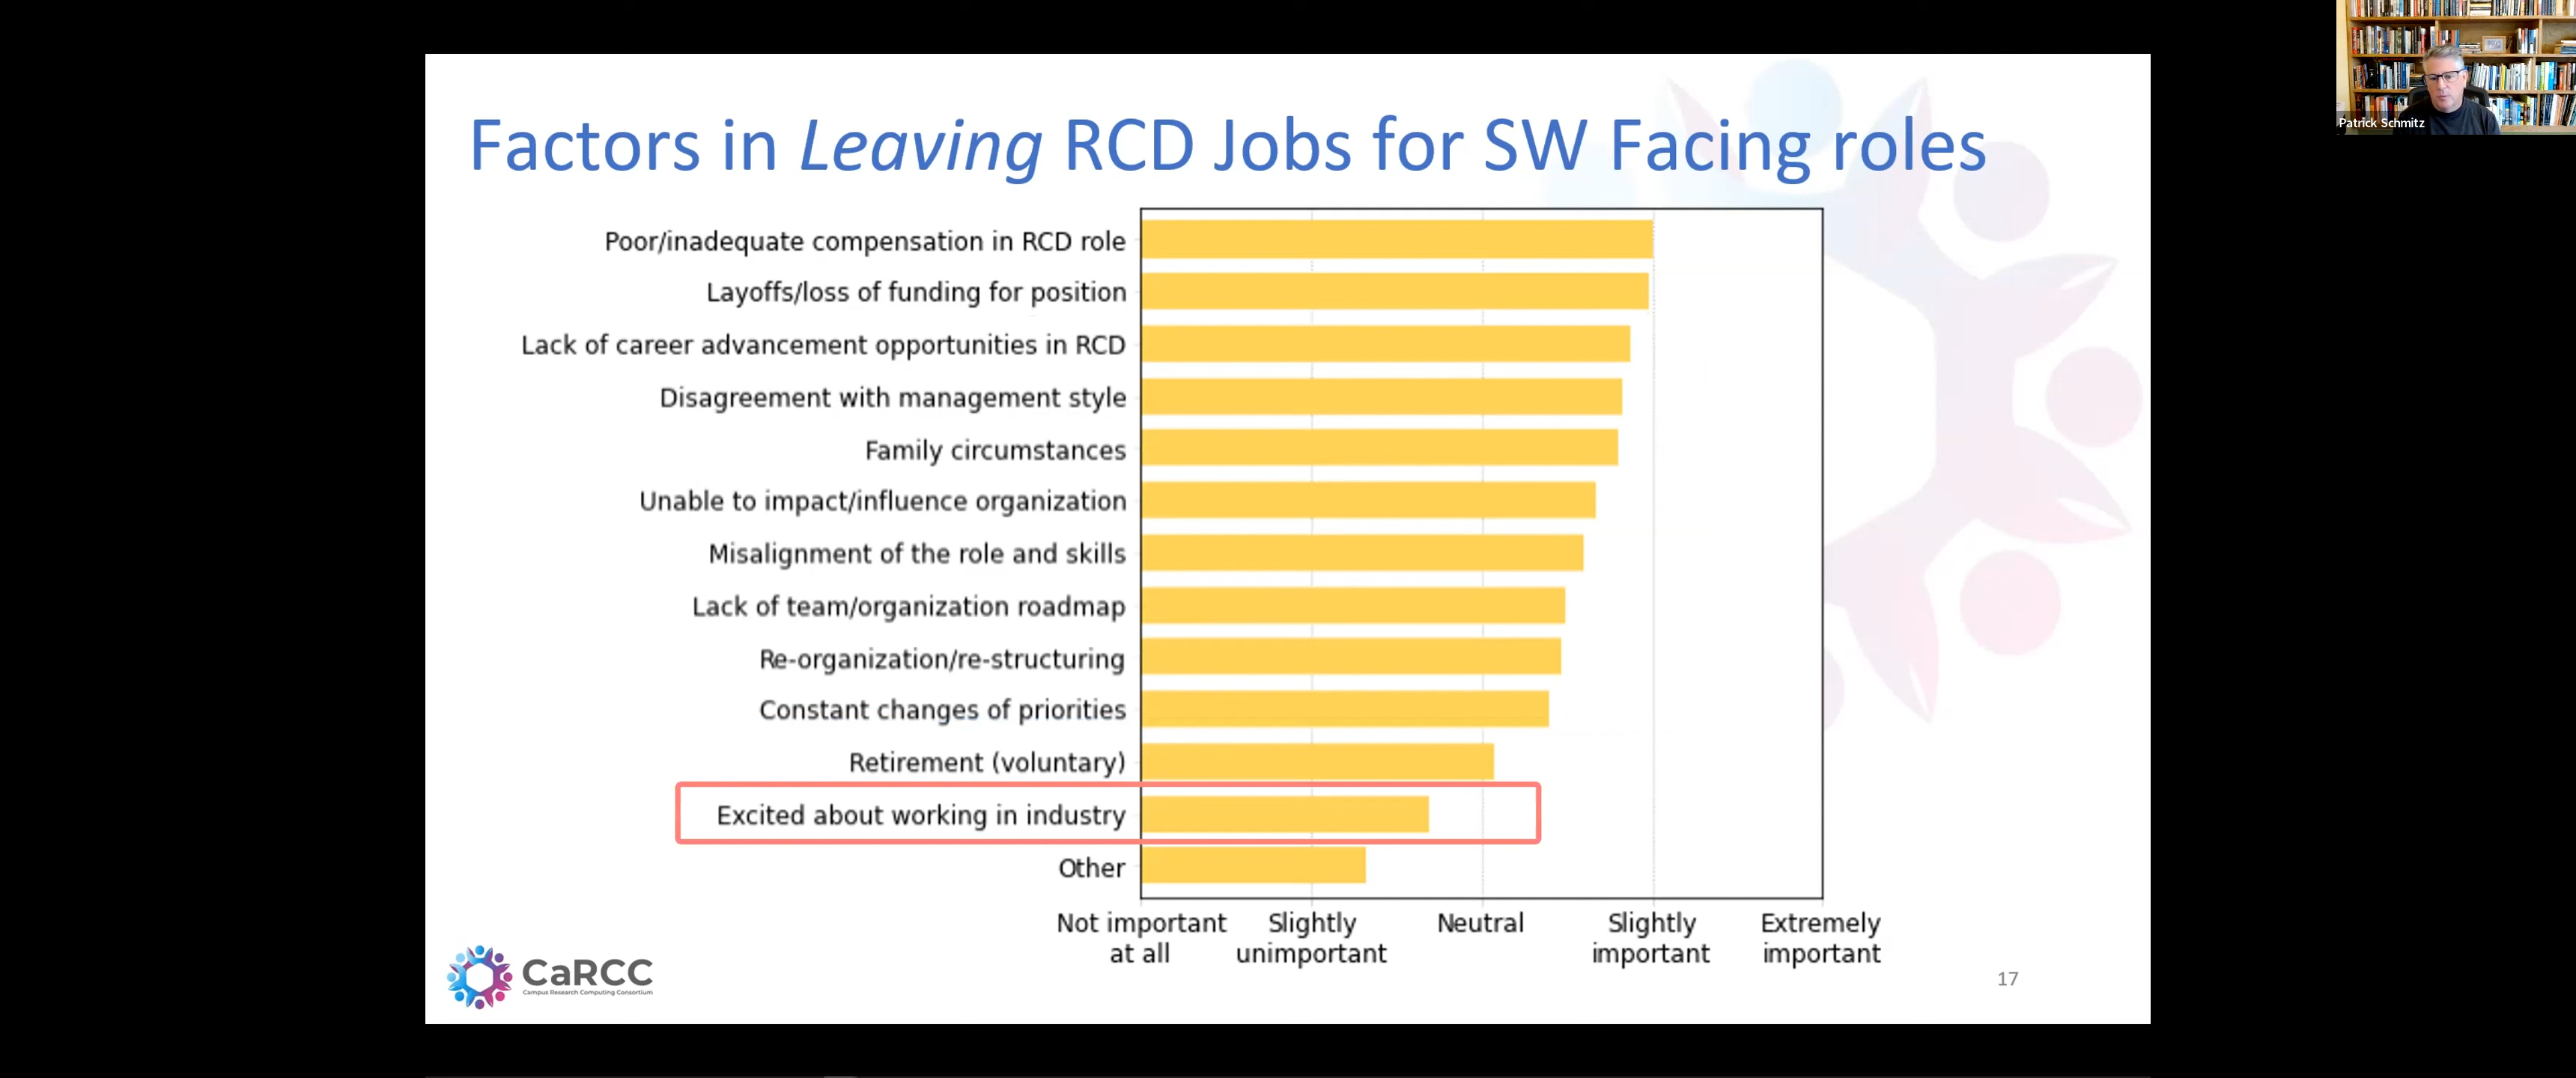 Patrick Schmitz
Factors in Leaving RCD Jobs for SW Facing roles
Poor/inadequate compensation in RCD role
Layoffs/loss of funding for position
Lack of career advancement opportunities in RCD
Disagreement with management style
Family circumstances
Unable to impact/influence organization
Misalignment of the role and skills
Lack of team/organization roadmap
Re-organization/re-structuring
Constant changes of priorities
Retirement (voluntary)
Excited about working in industry
Other
Not important
at all
Slightly
unimportant
Neutral
Slightly
important
Extremely
important
CaRCC
Campus Research Computing Consortium
17